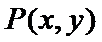 P(x, y)